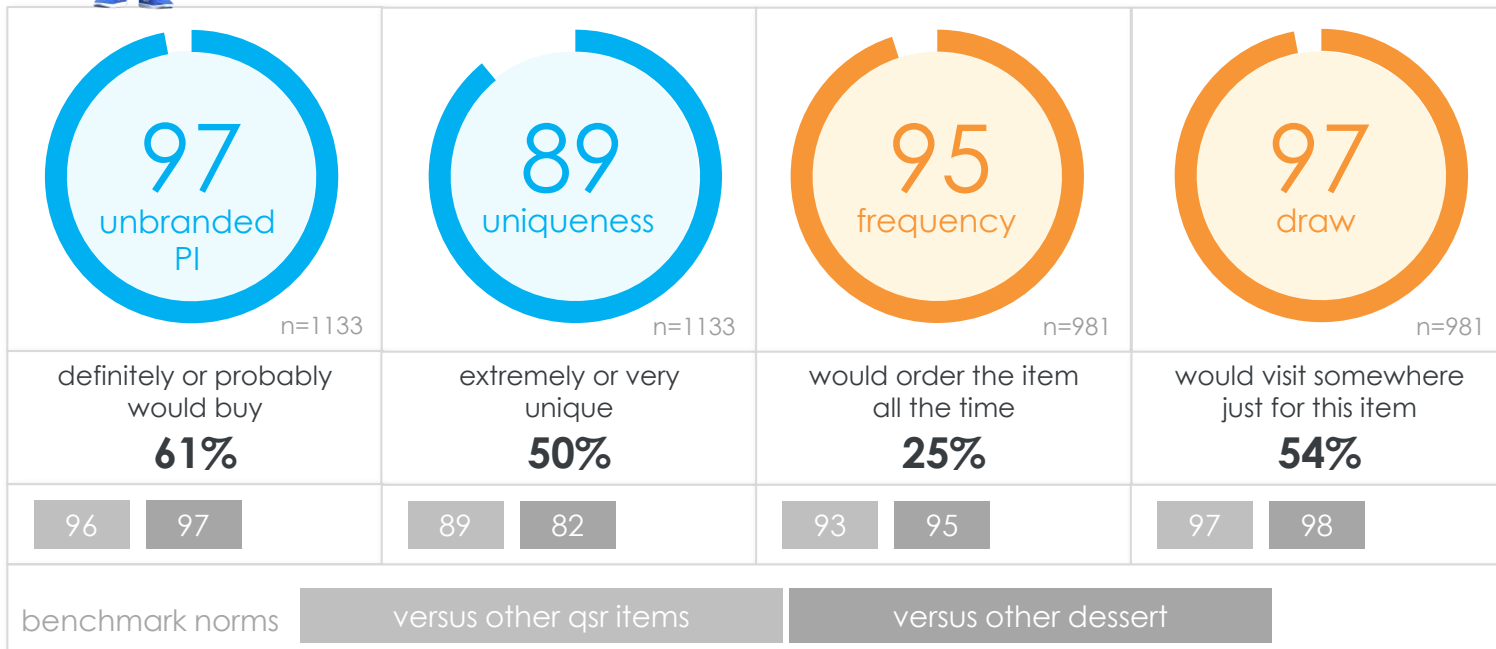 97
unbranded
PI
n=1133
89
uniqueness
n=1133
95
frequency
n=981
97
draw
n=981
definitely or probably
would buy
61%
extremely or very
unique
50%
would order the item
all the time
25%
would visit somewhere
just for this item
54%
96 97
89 82
93 95
97 98
benchmark norms
versus other qsr items
versus other dessert